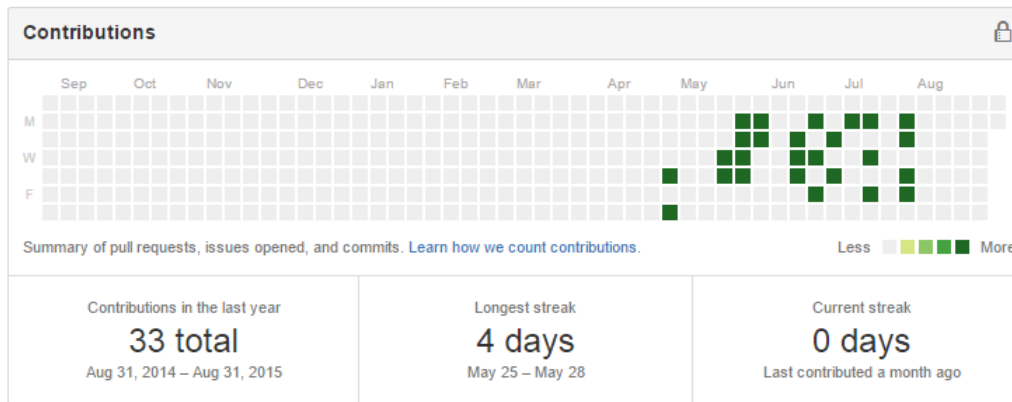 Contributions
Sep Oct Nov Dec Jan Feb Mar Apr May Jun Jul Aug
M
W
F
Summary of pull requests, issues opened, and commits. Learn how we count contributions.
Less More
Contributions in the last year Longest streak Current streak
33 total 4 days 0 days
Aug 31, 2014 – Aug 31, 2015 May 25 – May 28 Last contributed a month ago